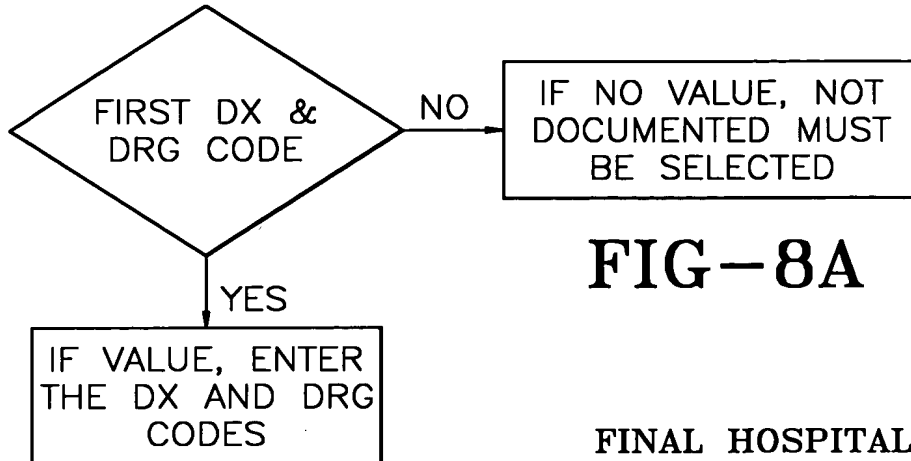 FIRST DX &
DRG CODE
NO
IF NO VALUE, NOT
DOCUMENTED MUST
BE SELECTED
FIG-8A
YES
IF VALUE, ENTER
THE DX AND DRG
CODES
FINAL HOSPITAL